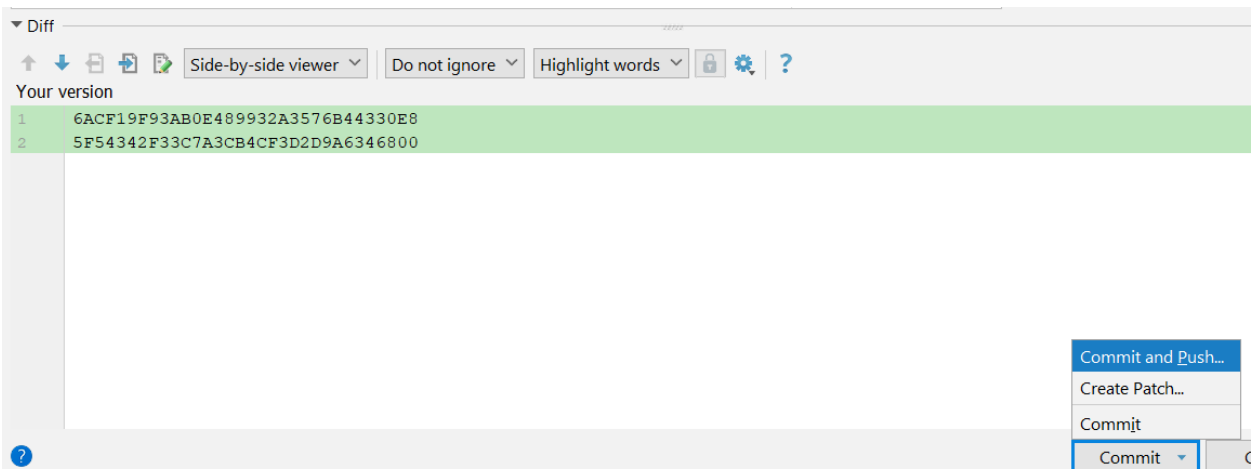 Diff
Side-by-side viewer Do not ignore Highlight words ?
Your version
1 6ACF19F93AB0E489932A3576B44330E8
2 5F54342F33C7A3CB4CF3D2D9A6346800
Commit and Push...
Create Patch...
Commit
? Commit